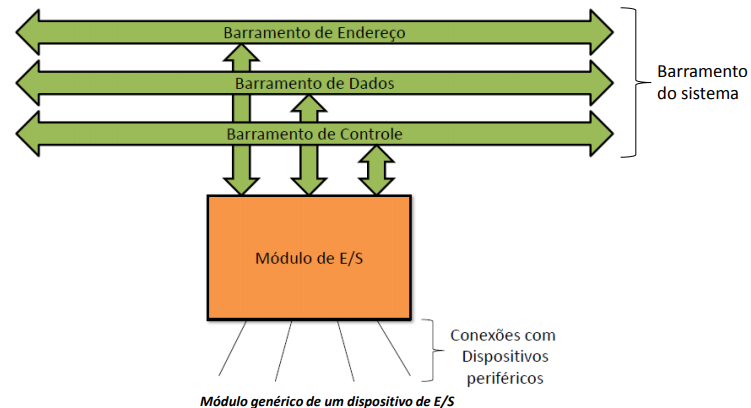 Barramento de Endereço
Barramento de Dados
Barramento de Controle
Barramento
do sistema
Módulo de E/S
Conexões com
Dispositivos
periféricos
Módulo genérico de um dispositivo de E/S